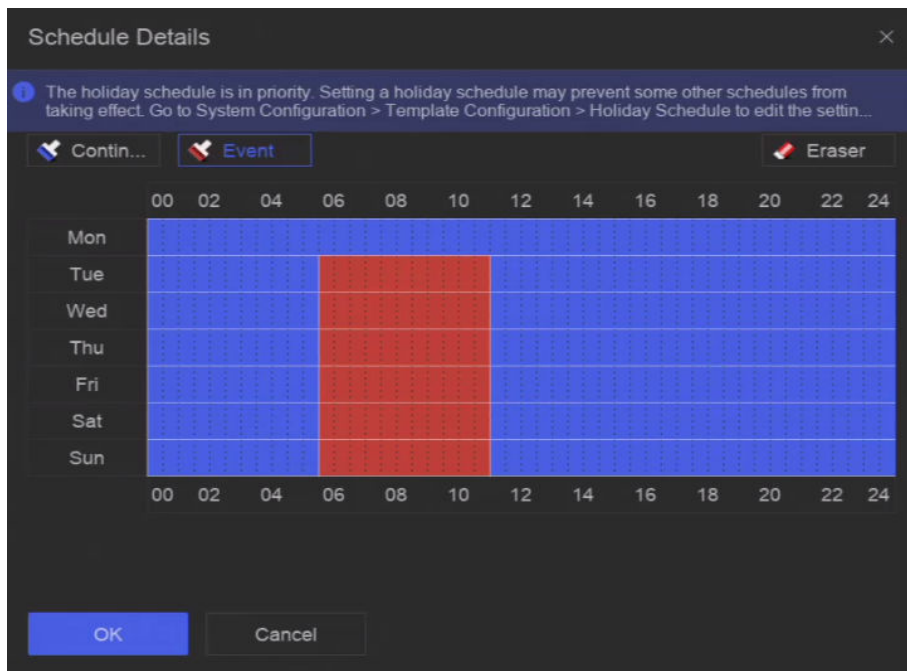 Schedule Details
The holiday schedule is in priority. Setting a holiday schedule may prevent some other schedules from
taking effect. Go to System Configuration > Template Configuration > Holiday Schedule to edit the settin...
Contin... Event Eraser
00 02 04 06 08 10 12 14 16 18 20 22 24
Mon
Tue
Wed
Thu
Fri
Sat
Sun
00 02 04 06 08 10 12 14 16 18 20 22 24
OK Cancel